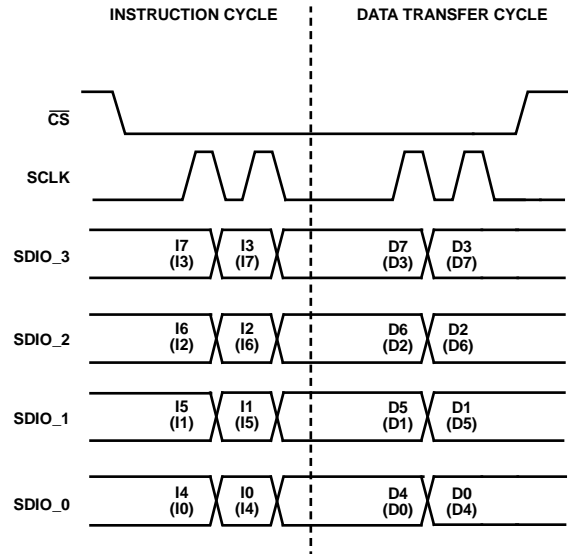 INSTRUCTION CYCLE DATA TRANSFER CYCLE
CS
SCLK
SDIO_3 I7 I3 D7 D3
(I3) (I7) (D3) (D7)
SDIO_2 I6 I2 D6 D2
(I2) (I6) (D2) (D6)
SDIO_1 I5 I1 D5 D1
(I1) (I5) (D1) (D5)
SDIO_0 I4 I0 D4 D0
(I0) (I4) (D0) (D4)